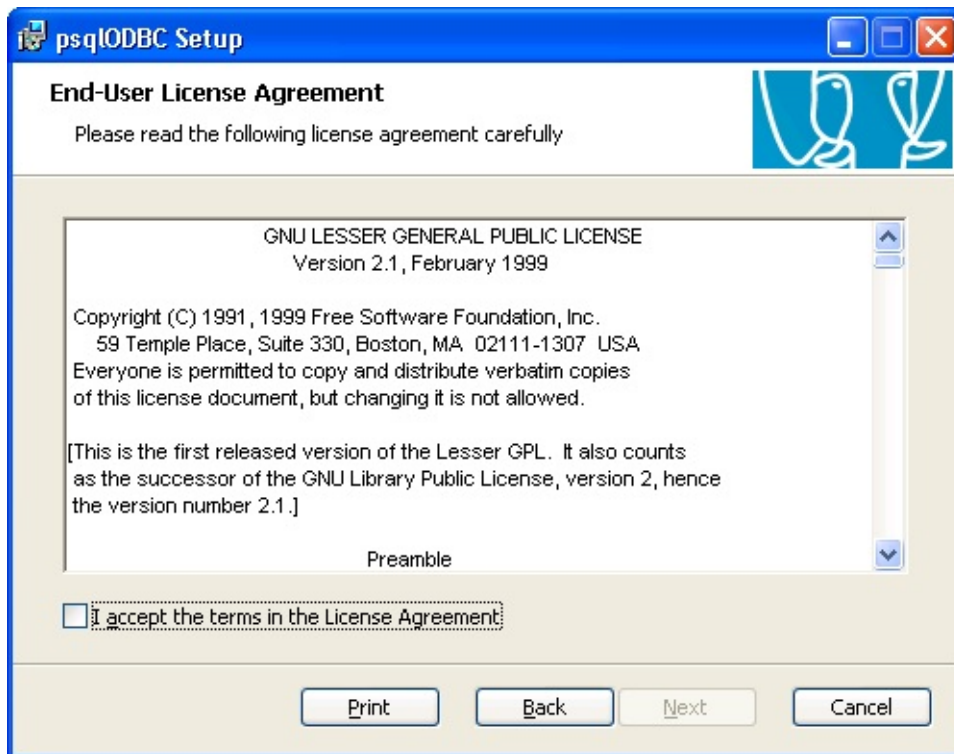 psqlODBC Setup
End-User License Agreement
Please read the following license agreement carefully
GNU LESSER GENERAL PUBLIC LICENSE
Version 2.1, February 1999
Copyright (C) 1991, 1999 Free Software Foundation, Inc.
59 Temple Place, Suite 330, Boston, MA  02111-1307  USA
Everyone is permitted to copy and distribute verbatim copies
of this license document, but changing it is not allowed.
[This is the first released version of the Lesser GPL.  It also counts
as the successor of the GNU Library Public License, version 2, hence
the version number 2.1.]
Preamble
I accept the terms in the License Agreement
Print Back Next Cancel